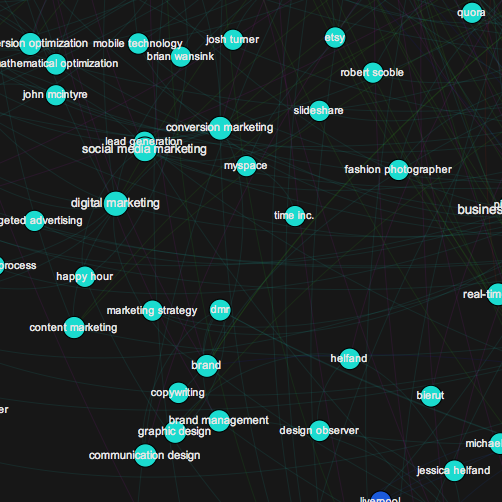 quora
etsy
josh turner
rsion optimization
mobile technology
brian wansink
athematical optimization
robert scoble
john mcintyre
slideshare
conversion marketing
lead generation
social media marketing
myspace
fashion photographer
digital marketing
busines
time inc.
geted advertising
process
happy hour
real-tim
marketing strategy
dmr
content marketing
helfand
brand
copywriting
bierut
er
brand management
graphic design
design observer
michae
communication design
jessica helfand
liverpool